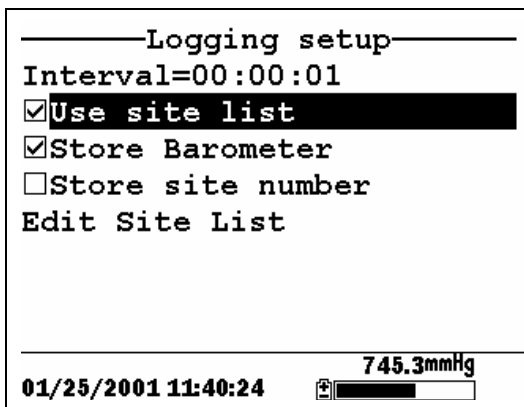 Logging setup
Interval=00:00:01
Use site list
Store Barometer
Store site number
Edit Site List
745.3mmHg
01/25/2001 11:40:24